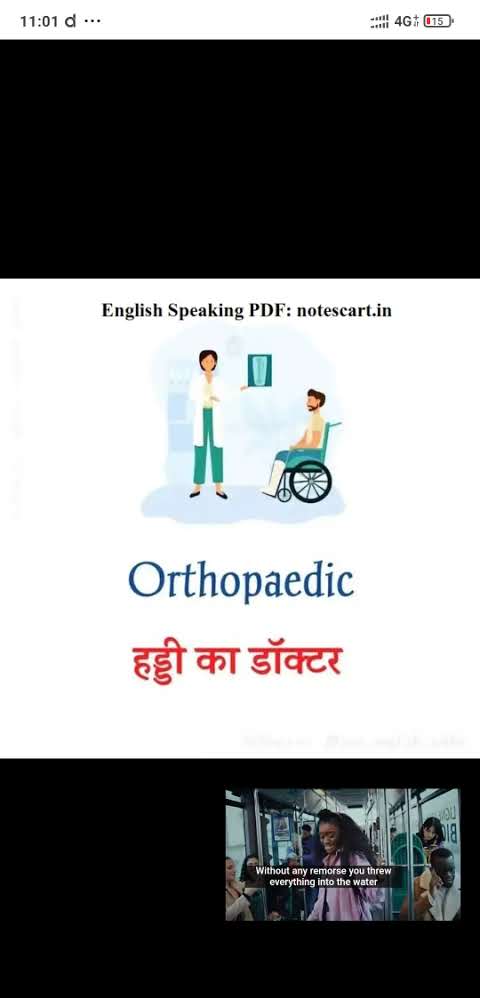 11:01 d ...
4G 15
English Speaking PDF: notescart.in
Orthopaedic
हड्डी का डॉक्टर
Without any remorse you threw
everything into the water